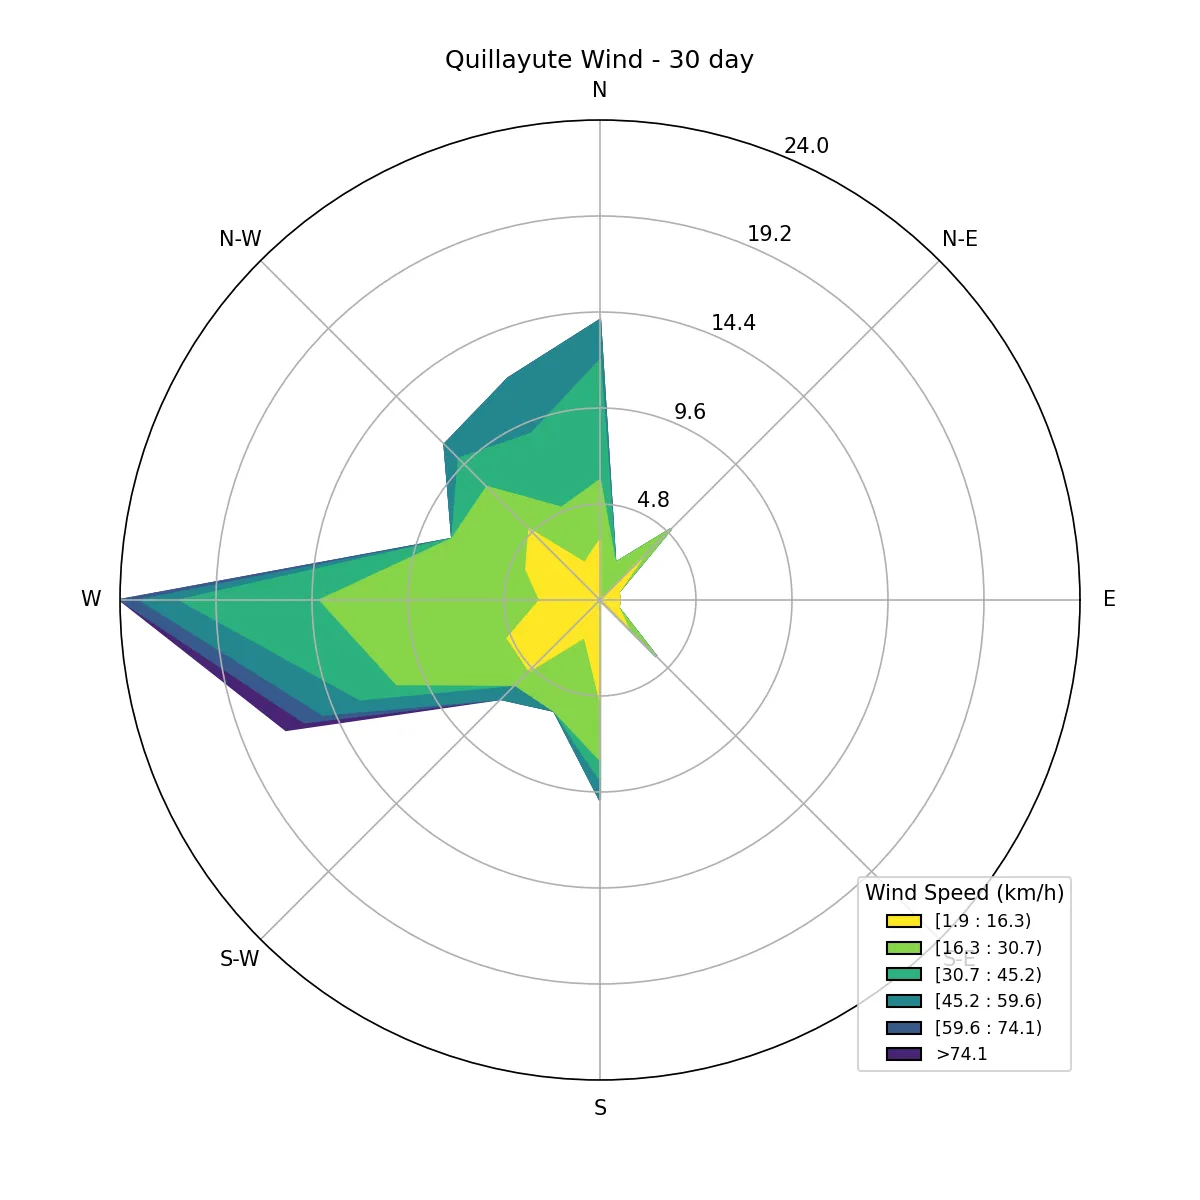 Quillayute Wind - 30 day
N
24.0
N-W
19.2
N-E
14.4
9.6
4.8
W
E
Wind Speed (km/h)
[1.9 : 16.3)
[16.3 : 30.7)
S-W
S-E
[30.7 : 45.2)
[45.2 : 59.6)
[59.6 : 74.1)
>74.1
S